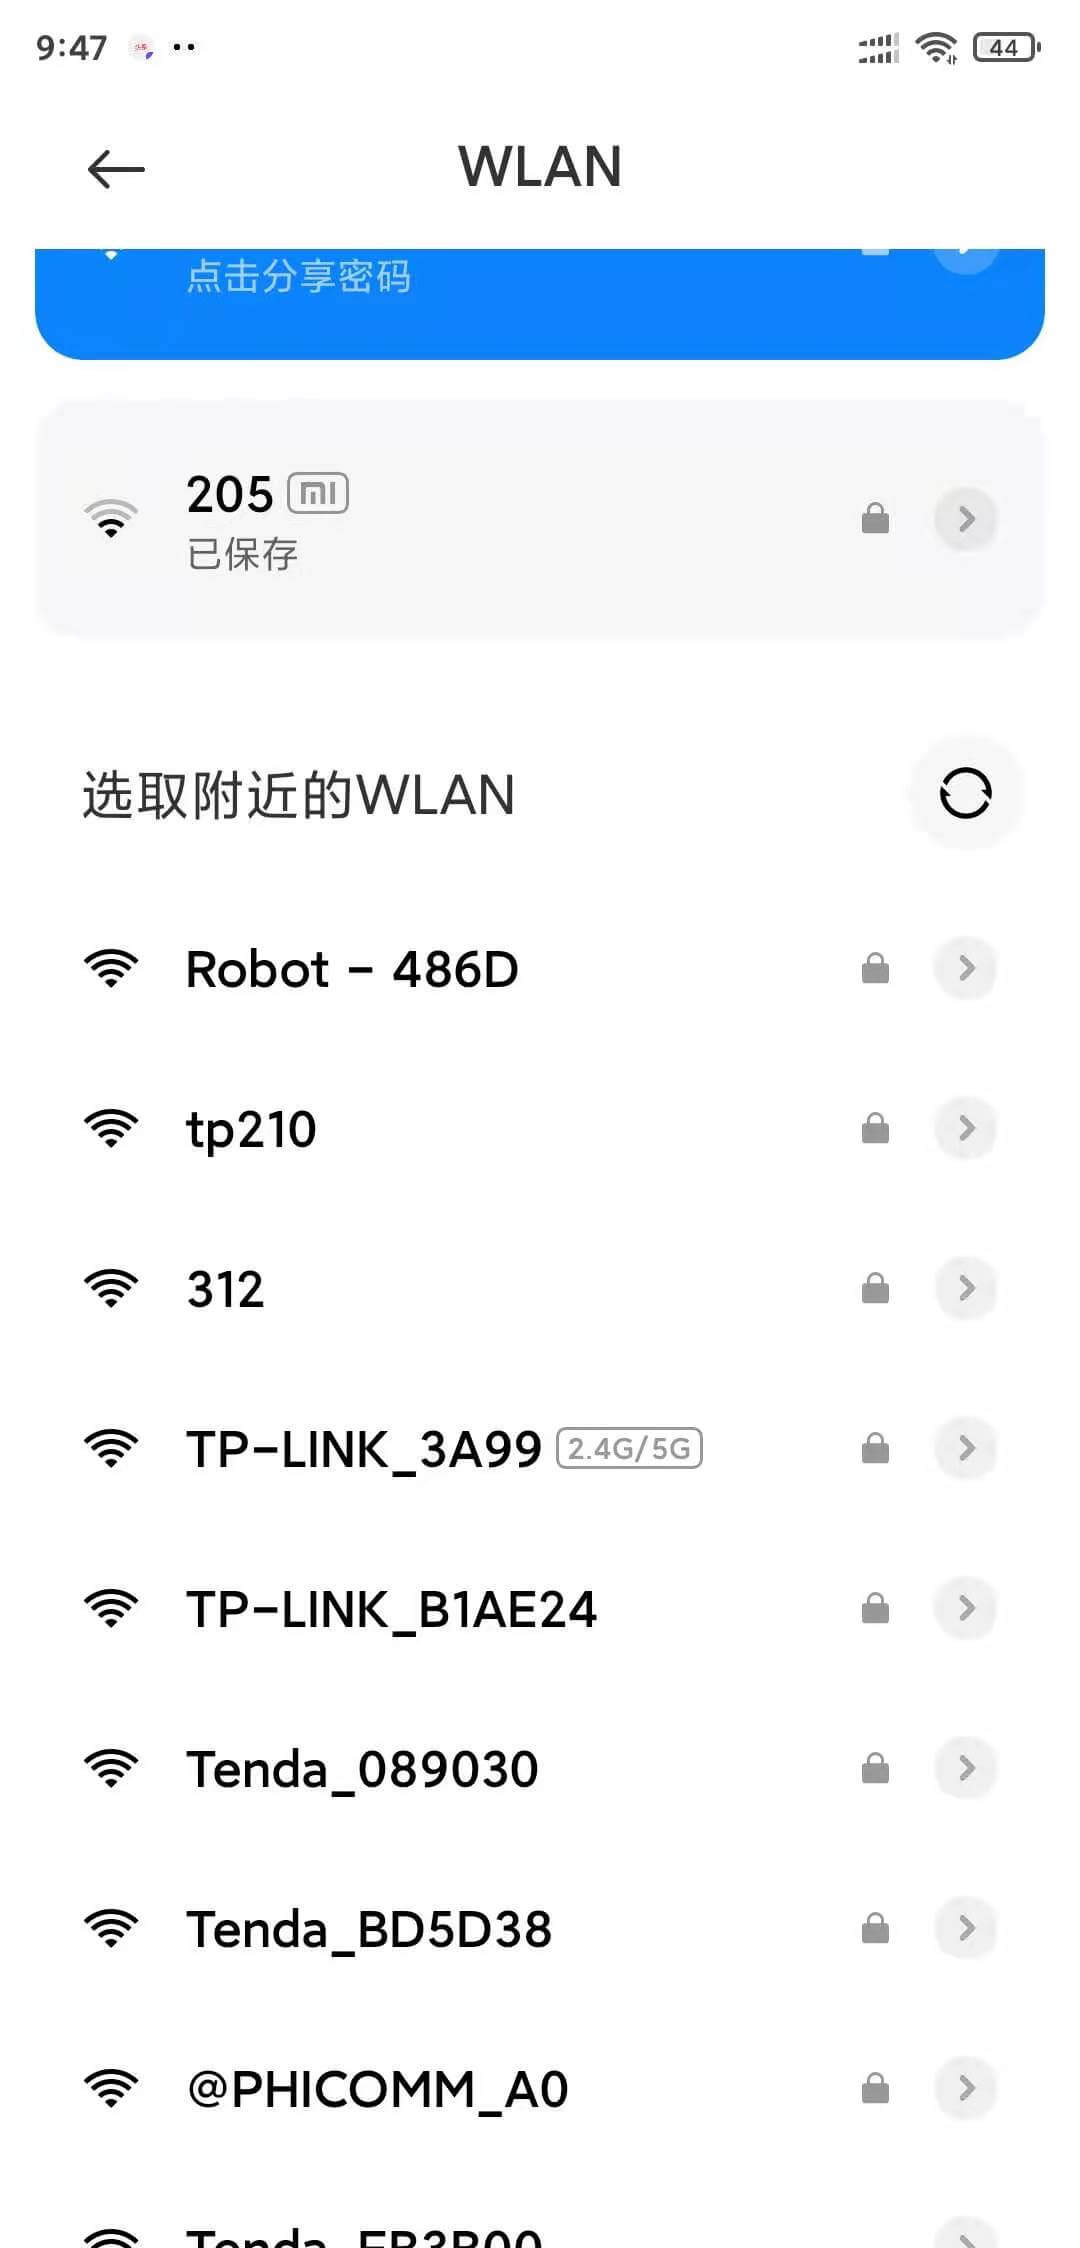 9:47
44
WLAN
点击分享密码
205 mi
已保存
选取附近的WLAN
Robot - 486D
tp210
312
TP-LINK_3A99 2.4G/5G
TP-LINK_B1AE24
Tenda_089030
Tenda_BD5D38
@PHICOMM_A0
Tenda_EB3B00